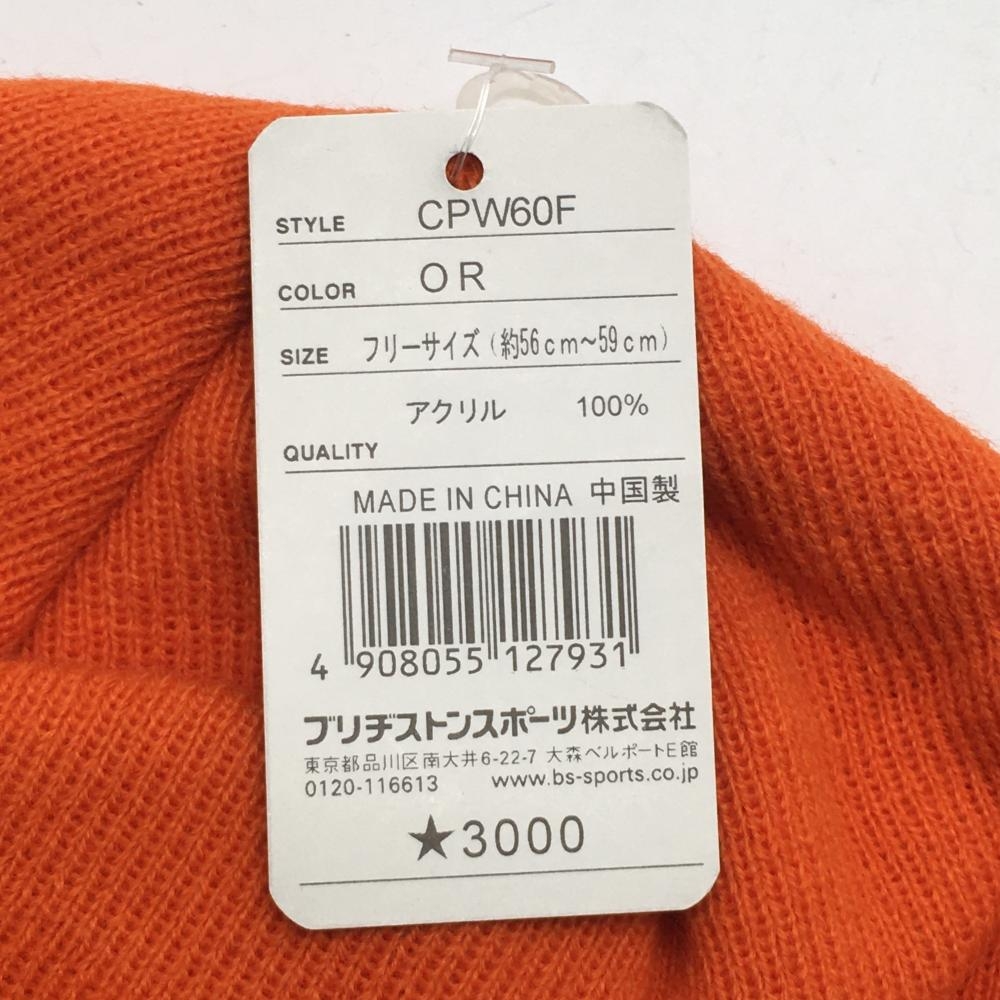 STYLE CPW60F
COLOR OR
SIZE フリーサイズ（約56cm〜59cm）
アクリル 100%
QUALITY
MADE IN CHINA 中国製
4 908055 127931
ブリヂストンスポーツ株式会社
東京都品川区南大井6-22-7 大森ベルポートE館
0120-116613 www.bs-sports.co.jp
★3000